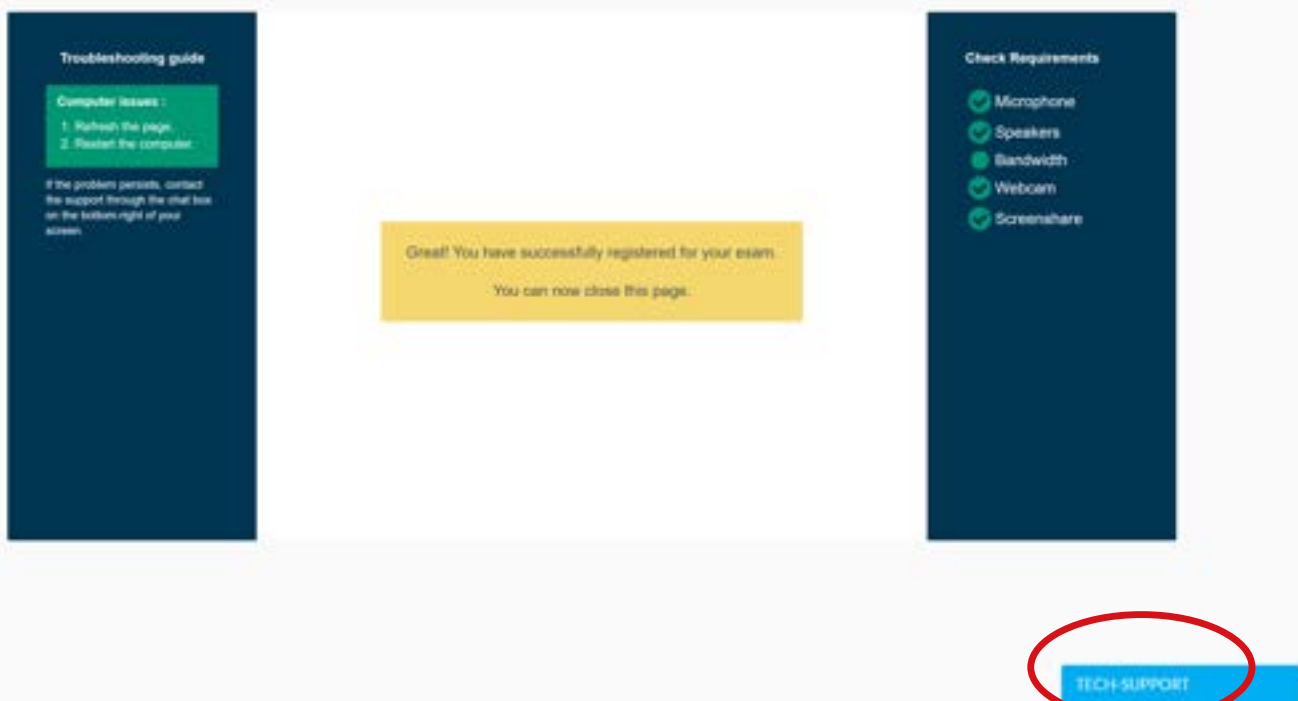 Troubleshooting guide
Computer issues :
1. Refresh the page.
2. Restart the computer.
If the problem persists, contact
the support through the chat box
on the bottom right of your
screen.
Great! You have successfully registered for your exam.
You can now close this page.
Check Requirements
Microphone
Speakers
Bandwidth
Webcam
Screenshare
TECH-SUPPORT